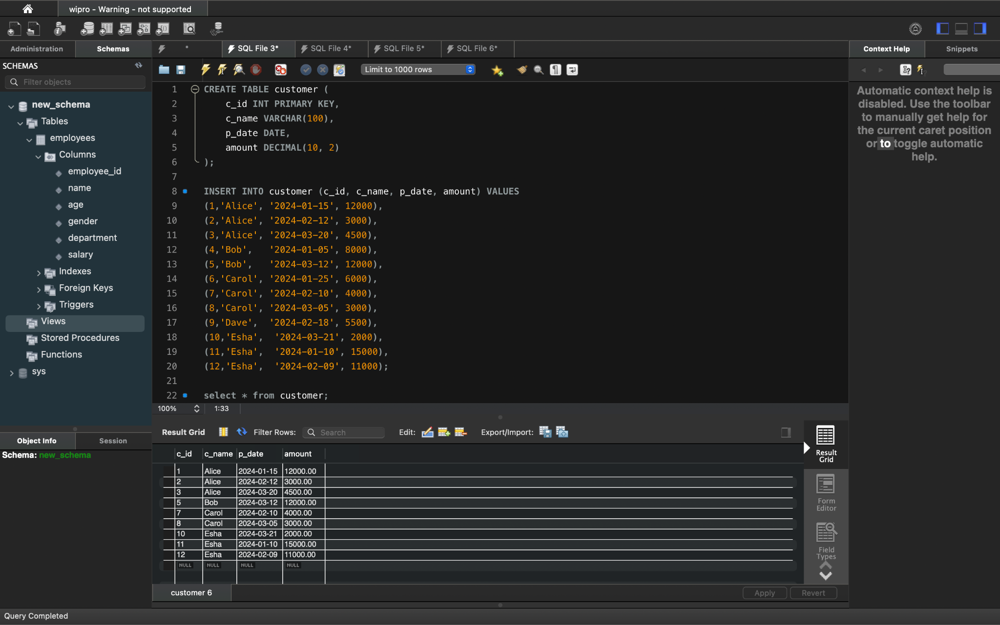 wipro - Warning - not supported
Administration
Schemas
*
SQL File 3*
SQL File 4*
SQL File 5*
SQL File 6*
Context Help
Snippets
SCHEMAS
Filter objects
Limit to 1000 rows
new_schema
Tables
employees
Columns
employee_id
name
age
gender
department
salary
Indexes
Foreign Keys
Triggers
Views
Stored Procedures
Functions
sys
Object Info
Session
Schema: new_schema
1 CREATE TABLE customer (
2 c_id INT PRIMARY KEY,
3 c_name VARCHAR(100),
4 p_date DATE,
5 amount DECIMAL(10, 2)
6 );
7
8 INSERT INTO customer (c_id, c_name, p_date, amount) VALUES
9 (1,'Alice', '2024-01-15', 12000),
10 (2,'Alice', '2024-02-12', 3000),
11 (3,'Alice', '2024-03-20', 4500),
12 (4,'Bob',   '2024-01-05', 8000),
13 (5,'Bob',   '2024-03-12', 12000),
14 (6,'Carol', '2024-01-25', 6000),
15 (7,'Carol', '2024-02-10', 4000),
16 (8,'Carol', '2024-03-05', 3000),
17 (9,'Dave',  '2024-02-18', 5500),
18 (10,'Esha',  '2024-03-21', 2000),
19 (11,'Esha',  '2024-01-10', 15000),
20 (12,'Esha',  '2024-02-09', 11000);
21
22 select * from customer;
100%
1:33
Automatic context help is
disabled. Use the toolbar
to manually get help for
the current caret position
or to toggle automatic
help.
Result Grid
Filter Rows:
Search
Edit:
Export/Import:
c_id c_name p_date amount
1 Alice 2024-01-15 12000.00
2 Alice 2024-02-12 3000.00
3 Alice 2024-03-20 4500.00
5 Bob 2024-03-12 12000.00
7 Carol 2024-02-10 4000.00
8 Carol 2024-03-05 3000.00
10 Esha 2024-03-21 2000.00
11 Esha 2024-01-10 15000.00
12 Esha 2024-02-09 11000.00
NULL NULL NULL NULL
Result
Grid
Form
Editor
Field
Types
customer 6
Apply
Revert
Query Completed